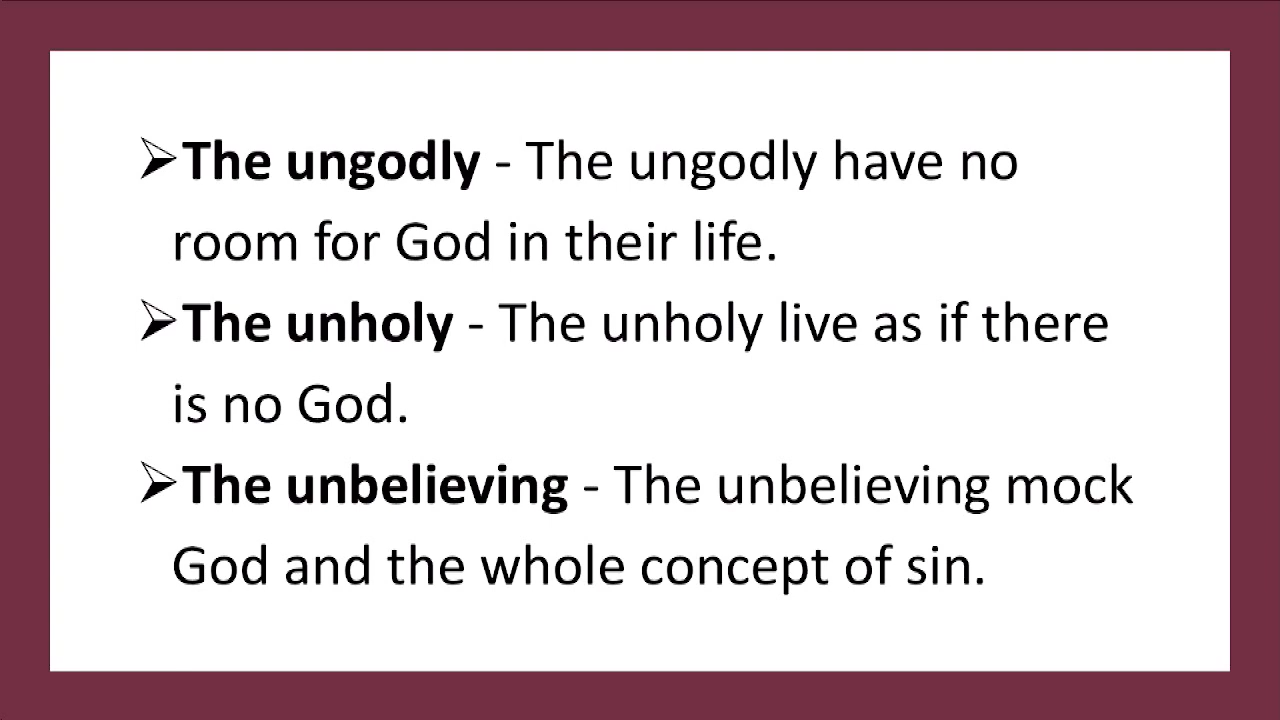 ➢The ungodly - The ungodly have no
room for God in their life.
➢The unholy - The unholy live as if there
is no God.
➢The unbelieving - The unbelieving mock
God and the whole concept of sin.